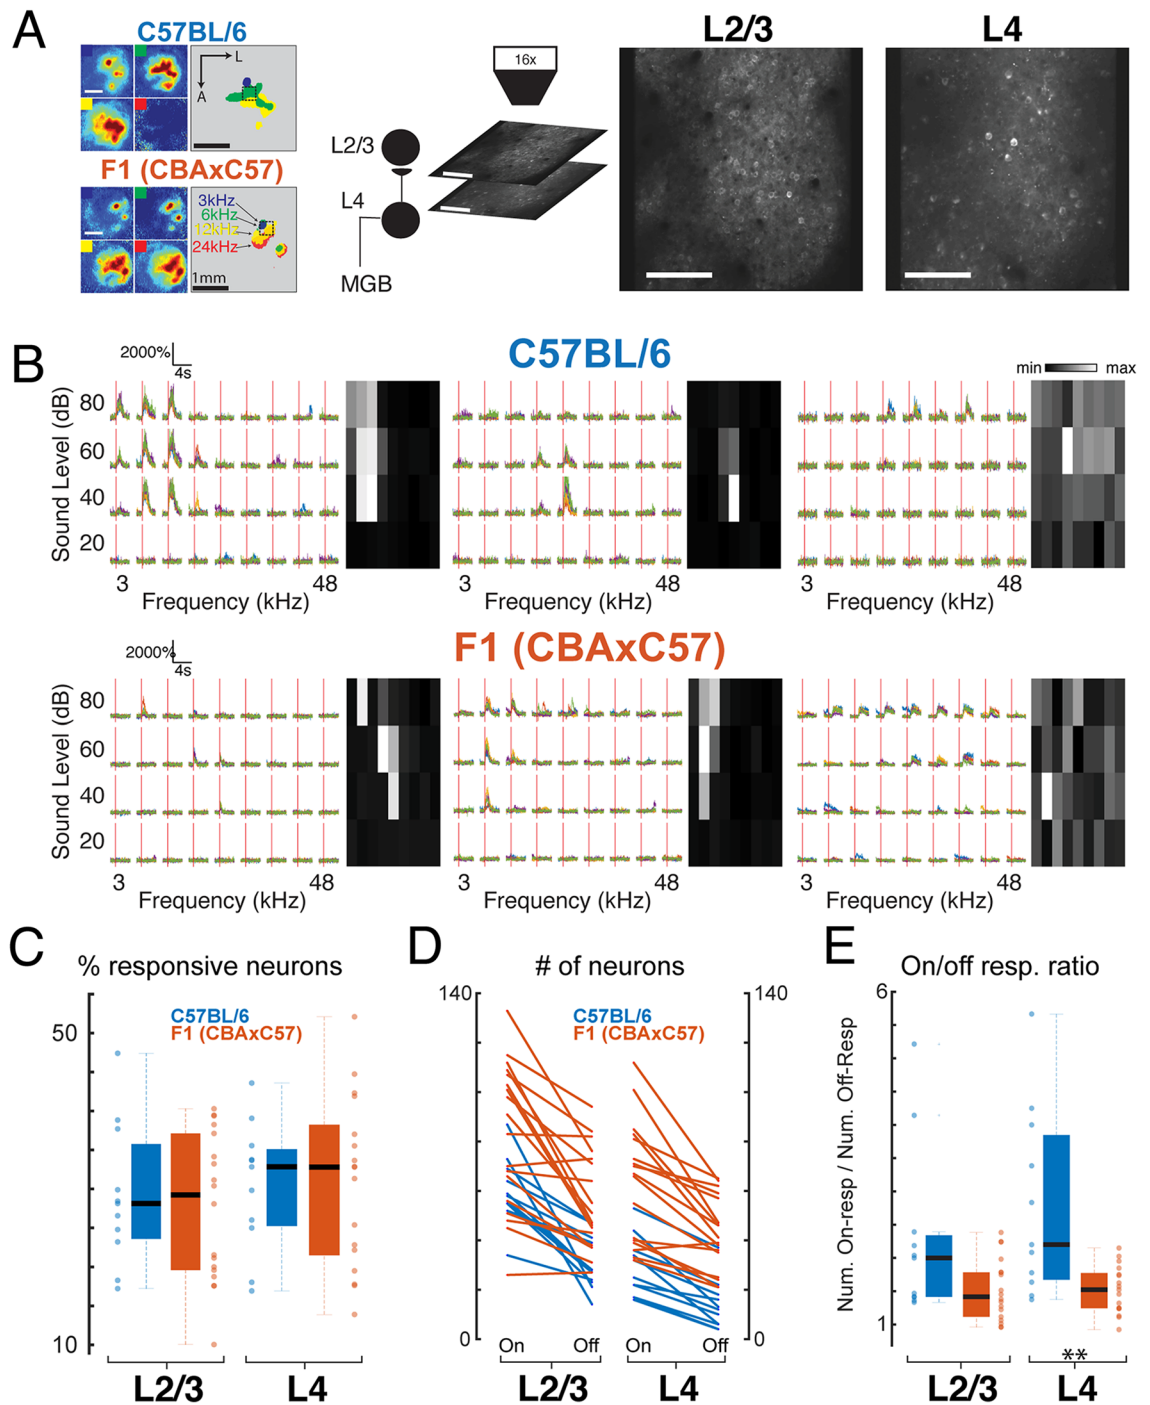 A
C57BL/6
L
A
F1 (CBAxC57)
3kHz
6kHz
12kHz
24kHz
1mm
16x
L2/3
L4
MGB
L2/3
L4
B
C57BL/6
2000%
4s
min
max
Sound Level (dB)
80
60
40
20
3
48
Frequency (kHz)
3
48
Frequency (kHz)
3
48
Frequency (kHz)
F1 (CBAxC57)
2000%
4s
Sound Level (dB)
80
60
40
20
3
48
Frequency (kHz)
3
48
Frequency (kHz)
3
48
Frequency (kHz)
C
% responsive neurons
C57BL/6
F1 (CBAxC57)
50
10
L2/3
L4
D
# of neurons
140
140
C57BL/6
F1 (CBAxC57)
0
0
On
Off
On
Off
L2/3
L4
E
On/off resp. ratio
Num. On-resp / Num. Off-Resp
6
1
**
L2/3
L4